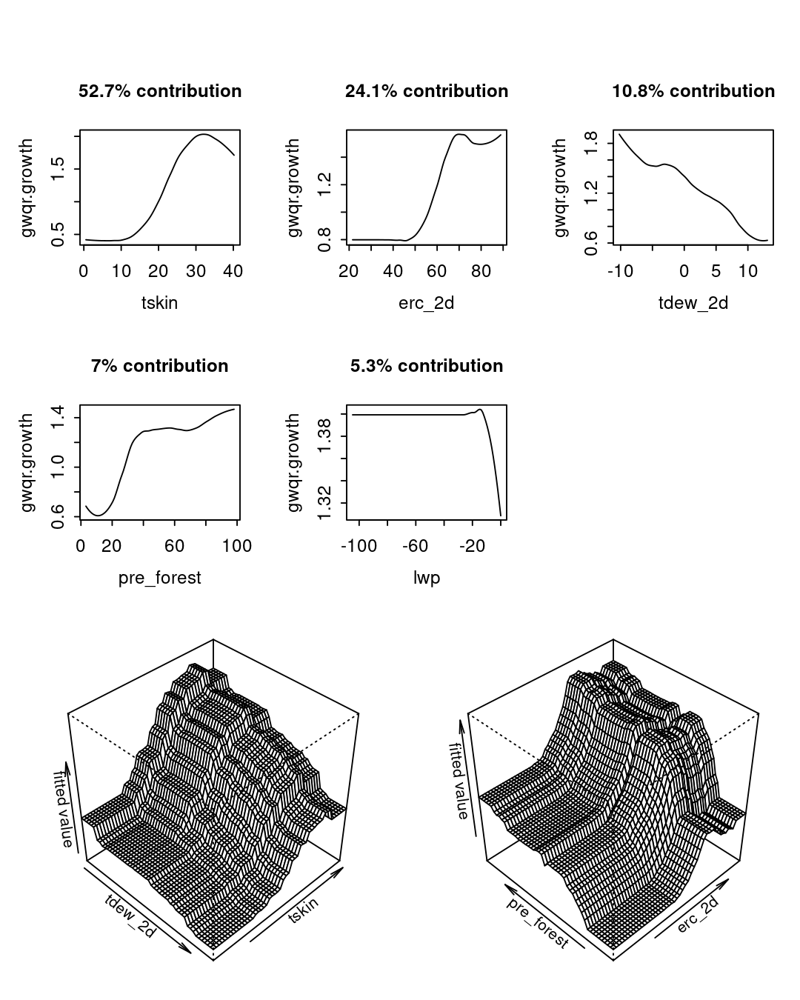 52.7% contribution
24.1% contribution
10.8% contribution
gwqr.growth
0.5 1.5
0 10 20 30 40
tskin
gwqr.growth
0.8 1.2
20 40 60 80
erc_2d
gwqr.growth
0.6 1.2 1.8
-10 0 5 10
tdew_2d
7% contribution
5.3% contribution
gwqr.growth
0.6 1.0 1.4
0 20 60 100
pre_forest
gwqr.growth
1.32 1.38
-100 -60 -20
lwp
fitted value
tdew_2d
tskin
fitted value
pre_forest
erc_2d